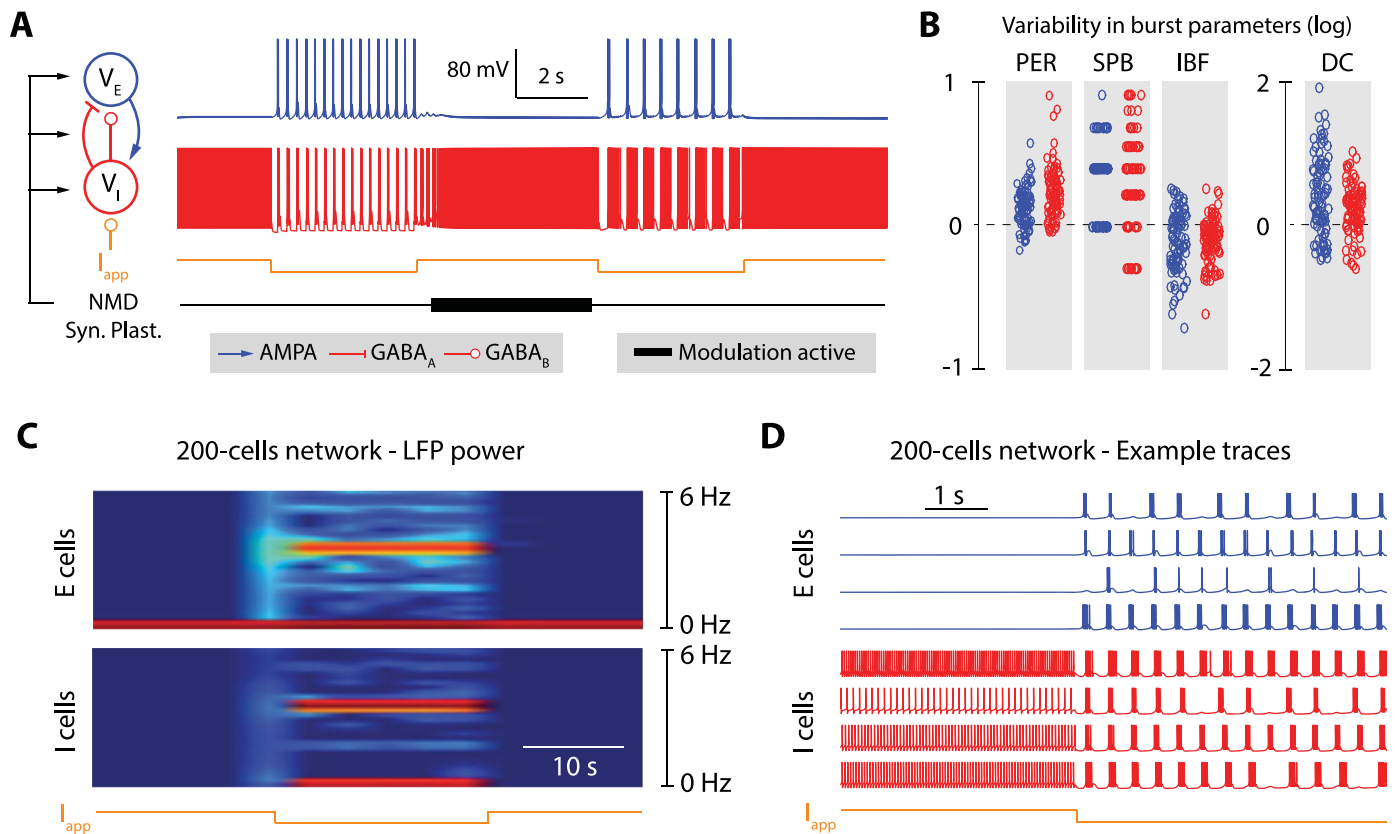 A
V_E
V_I
I_app
NMD
Syn. Plast.
80 mV
2 s
AMPA
GABA_A
GABA_B
Modulation active
B
Variability in burst parameters (log)
PER SPB IBF DC
1
0
-1
2
0
-2
C
200-cells network - LFP power
E cells
6 Hz
0 Hz
I cells
6 Hz
0 Hz
10 s
I_app
D
200-cells network - Example traces
1 s
E cells
I cells
I_app